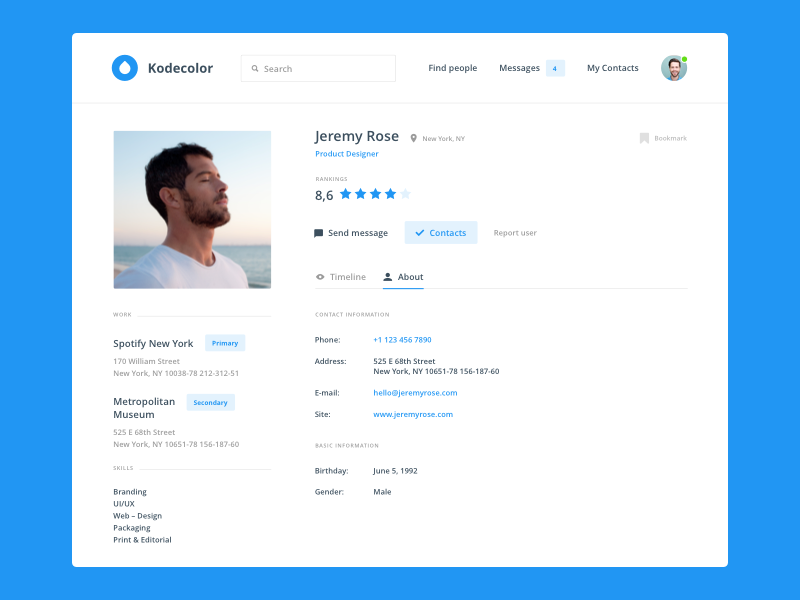 Kodecolor
Search
Find people
Messages 4
My Contacts
Jeremy Rose
New York, NY
Bookmark
Product Designer
RANKINGS
8,6
Send message
Contacts
Report user
Timeline
About
WORK
Spotify New York
Primary
170 William Street
New York, NY 10038-78 212-312-51
Metropolitan
Museum
Secondary
525 E 68th Street
New York, NY 10651-78 156-187-60
SKILLS
Branding
UI/UX
Web – Design
Packaging
Print & Editorial
CONTACT INFORMATION
Phone: +1 123 456 7890
Address: 525 E 68th Street
New York, NY 10651-78 156-187-60
E-mail: hello@jeremyrose.com
Site: www.jeremyrose.com
BASIC INFORMATION
Birthday: June 5, 1992
Gender: Male